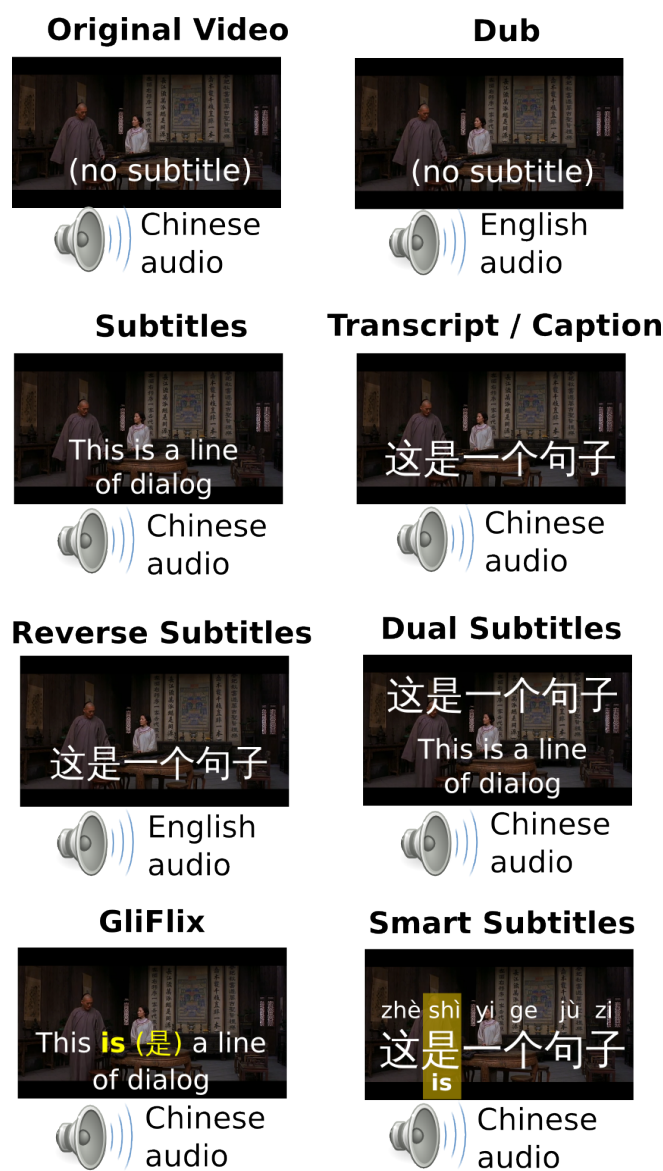 Original Video
(no subtitle)
Chinese
audio
Dub
(no subtitle)
English
audio
Subtitles
This is a line
of dialog
Chinese
audio
Transcript / Caption
这是一个句子
Chinese
audio
Reverse Subtitles
这是一个句子
English
audio
Dual Subtitles
这是一个句子
This is a line
of dialog
Chinese
audio
GliFlix
This is (是) a line
of dialog
Chinese
audio
Smart Subtitles
zhè shì yi ge jù zi
这是一个句子
is
Chinese
audio